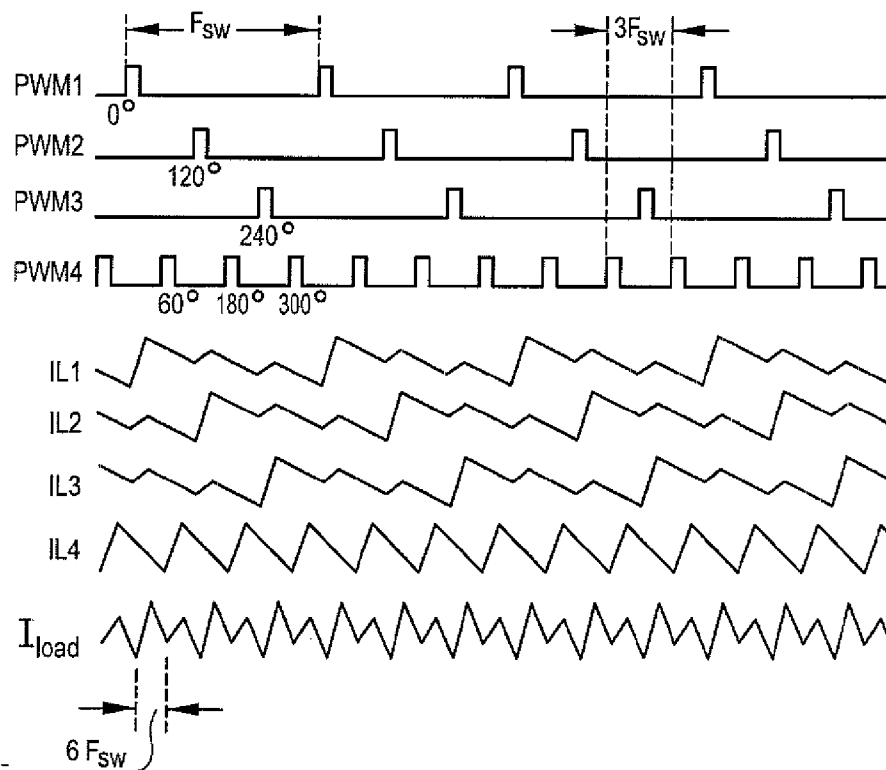 F_SW
3F_SW
PWM1
0°
PWM2
120°
PWM3
240°
PWM4
60° 180° 300°
IL1
IL2
IL3
IL4
I_load
6 F_SW